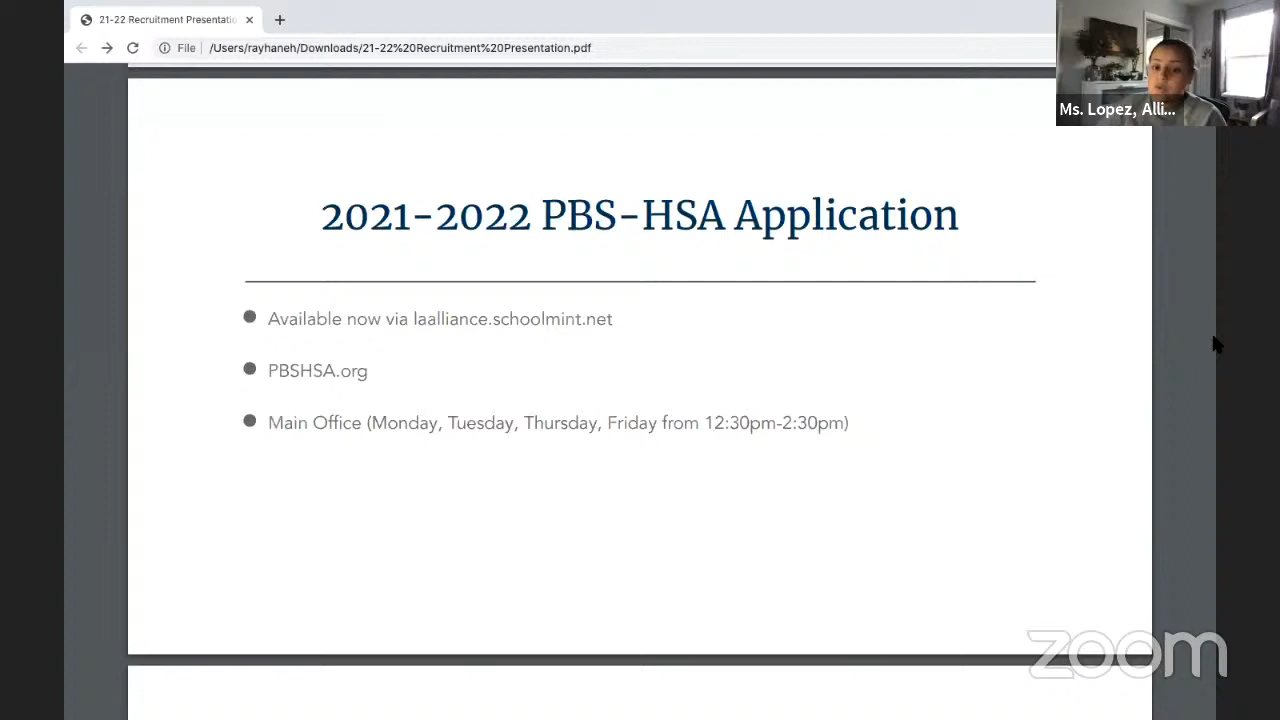 21-22 Recruitment Presentatio
File /Users/rayhaneh/Downloads/21-22%20Recruitment%20Presentation.pdf
Ms. Lopez, Alli...
2021-2022 PBS-HSA Application
Available now via laalliance.schoolmint.net
PBSHSA.org
Main Office (Monday, Tuesday, Thursday, Friday from 12:30pm-2:30pm)
zoom